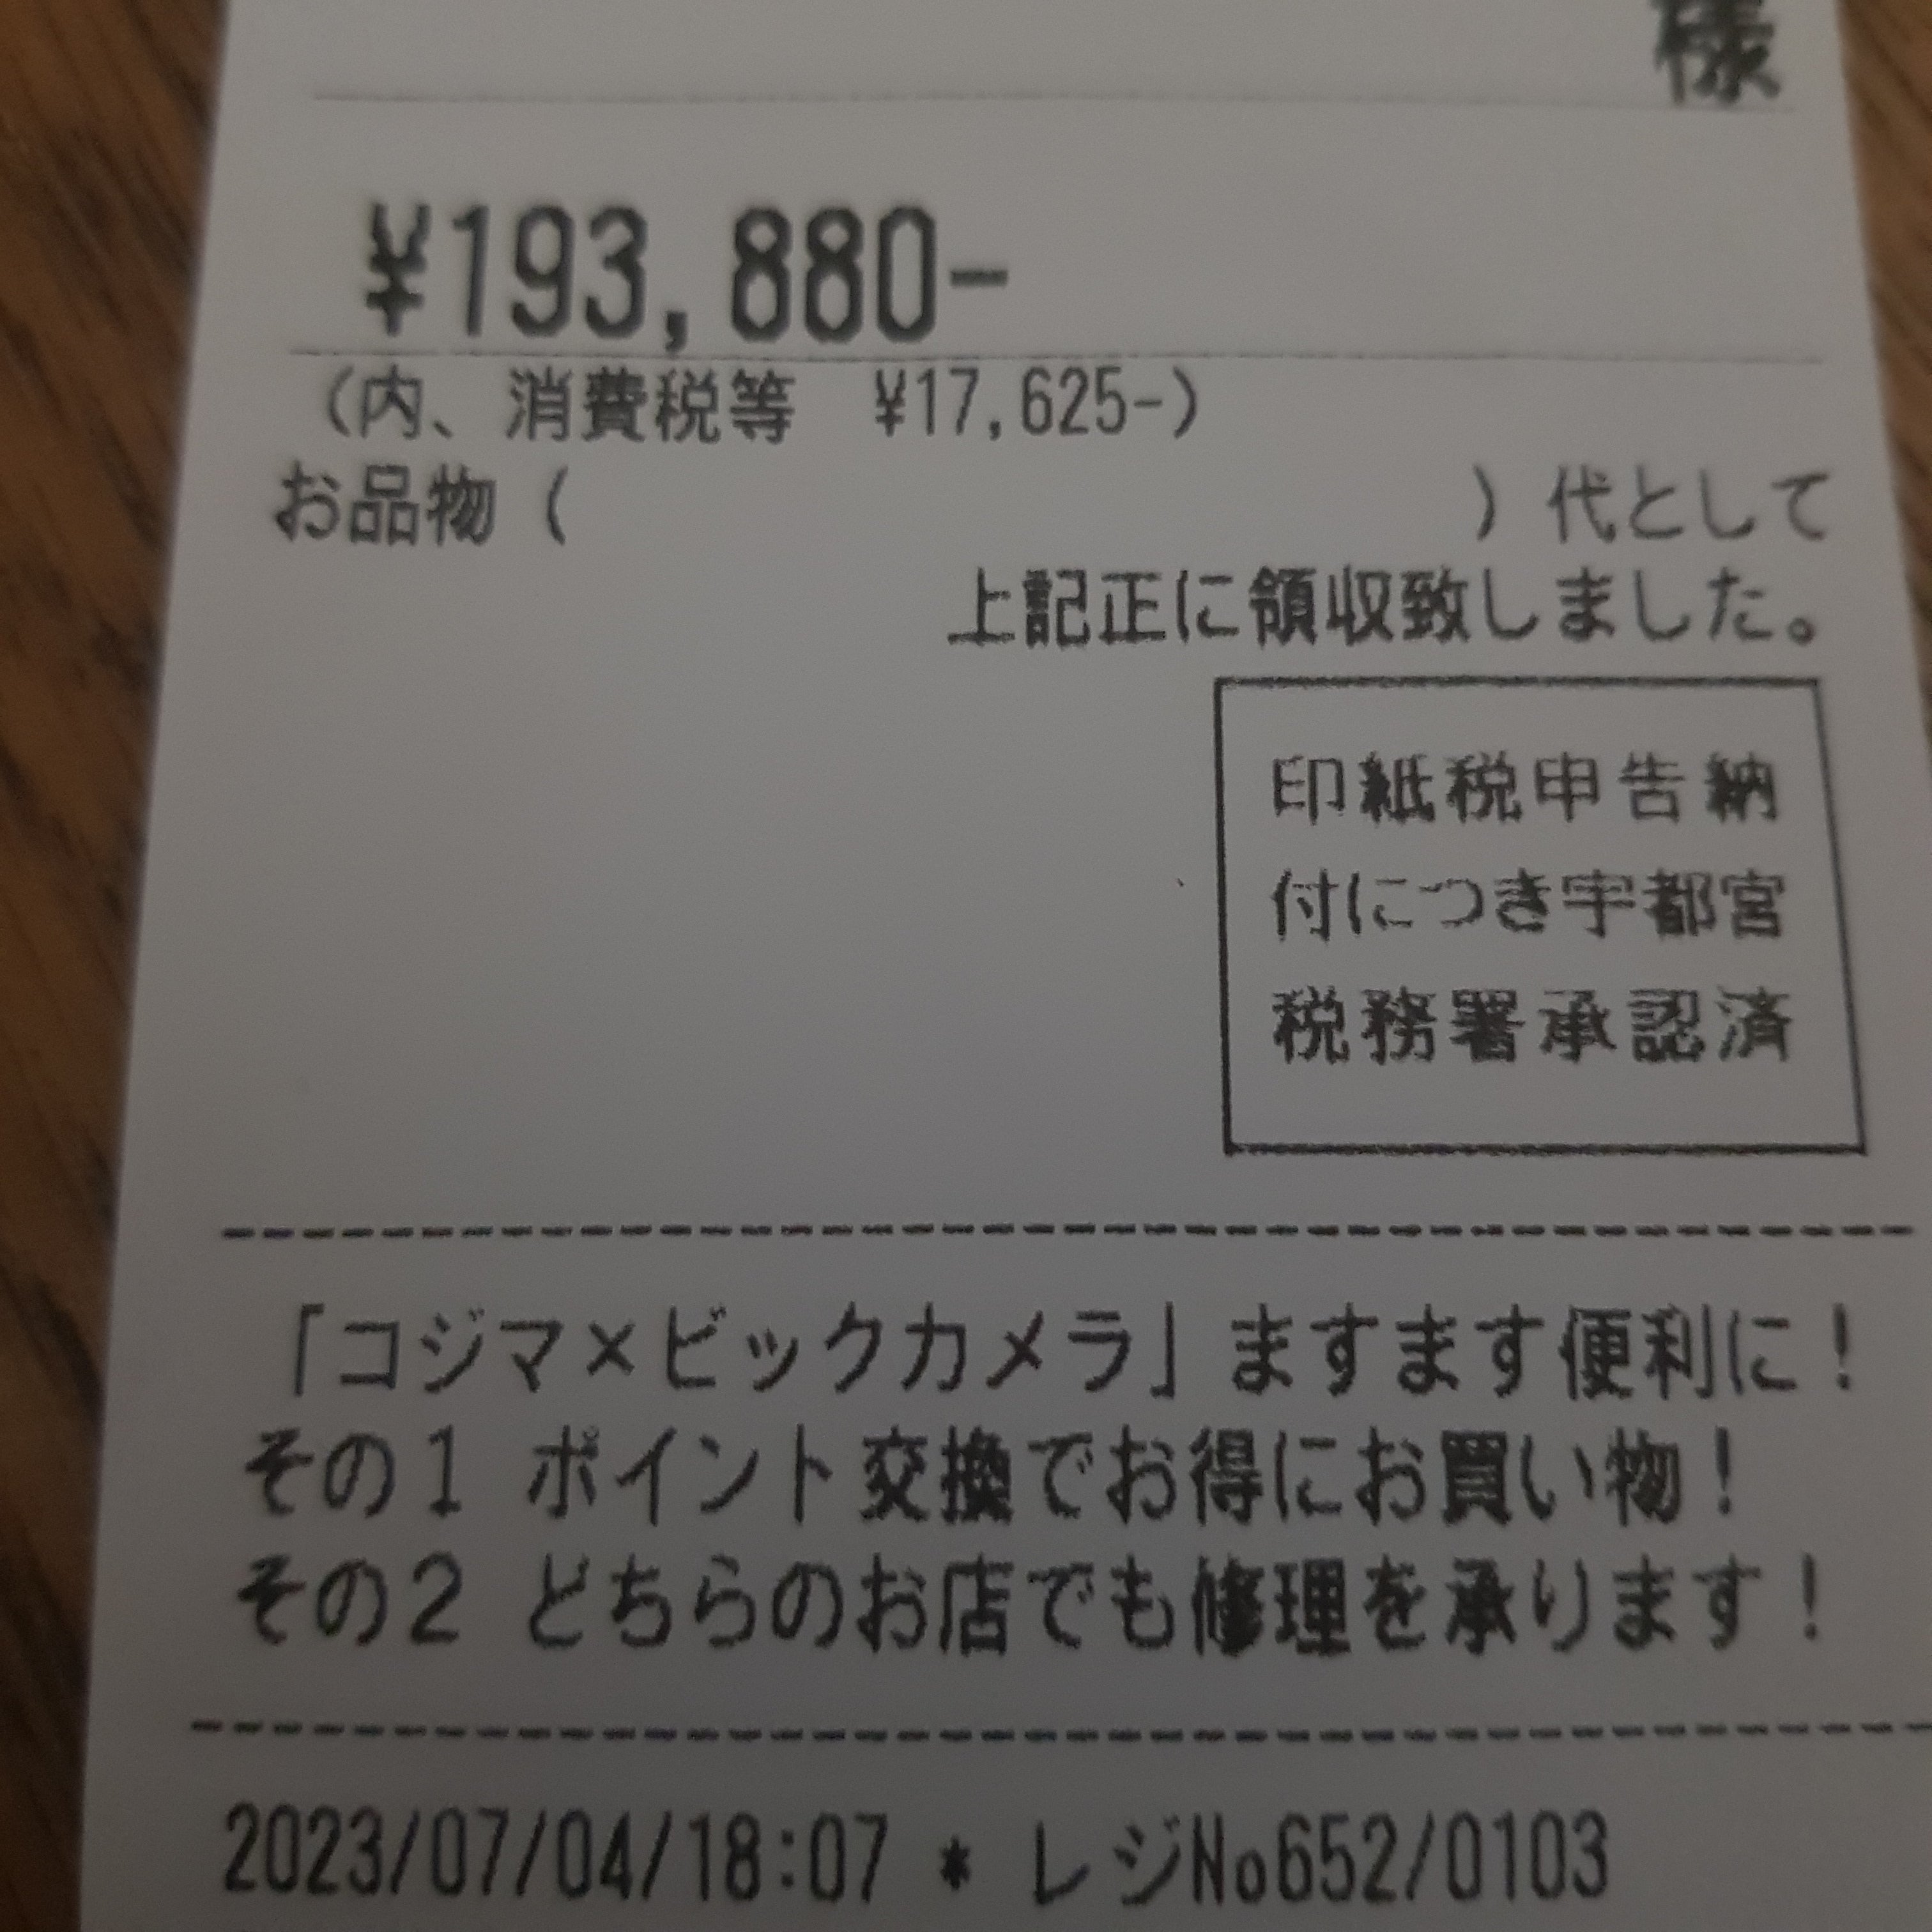 様
¥193,880-
(内、消費税等 ¥17,625-)
お品物 ( ) 代として
上記正に領収致しました。
印紙税申告納
付につき宇都宮
税務署承認済
「コジマ×ビックカメラ」ますます便利に!
その1 ポイント交換でお得にお買い物!
その2 どちらのお店でも修理を承ります!
2023/07/04/18:07 * レジNo652/0103